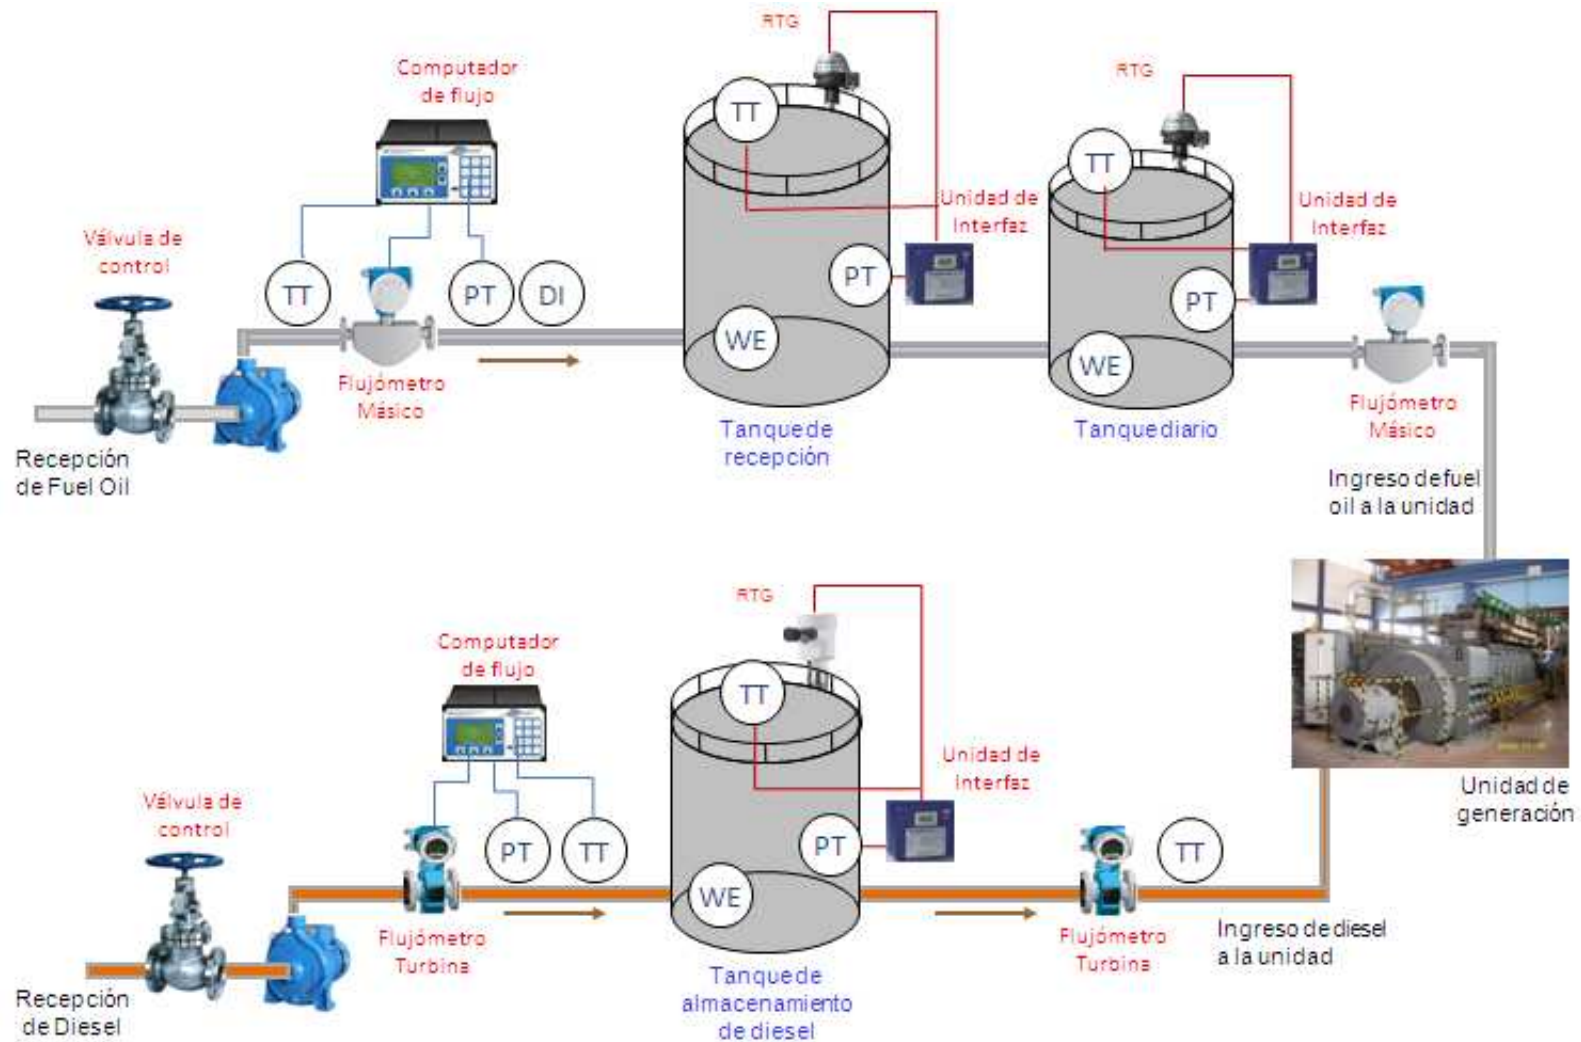 RTG
RTG
Computador
de flujo
TT
TT
Unidad de
Interfaz
Unidad de
Interfaz
Válvula de
control
TT
PT
DI
PT
PT
WE
WE
Flujómetro
Másico
Flujómetro
Másico
Tanque de
recepción
Tanque diario
Recepción
de Fuel Oil
Ingreso de fuel
oil a la unidad
RTG
Computador
de flujo
TT
Unidad de
Interfaz
Válvula de
control
PT
TT
PT
TT
WE
Unidad de
generación
Flujómetro
Turbina
Flujómetro
Turbina
Ingreso de diesel
a la unidad
Tanque de
almacenamiento
de diesel
Recepción
de Diesel